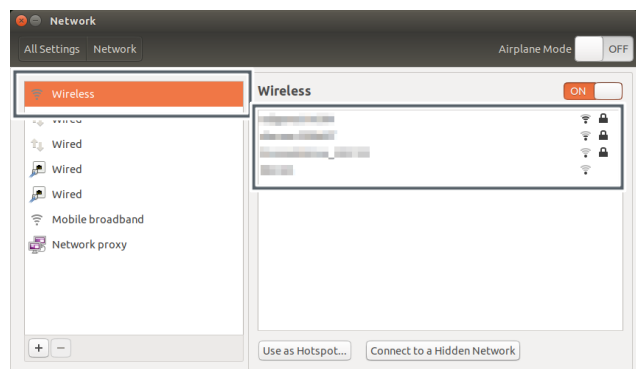 Network
All Settings Network Airplane Mode OFF
Wireless
Wired
Wired
Wired
Wired
Mobile broadband
Network proxy
Wireless ON
Use as Hotspot... Connect to a Hidden Network